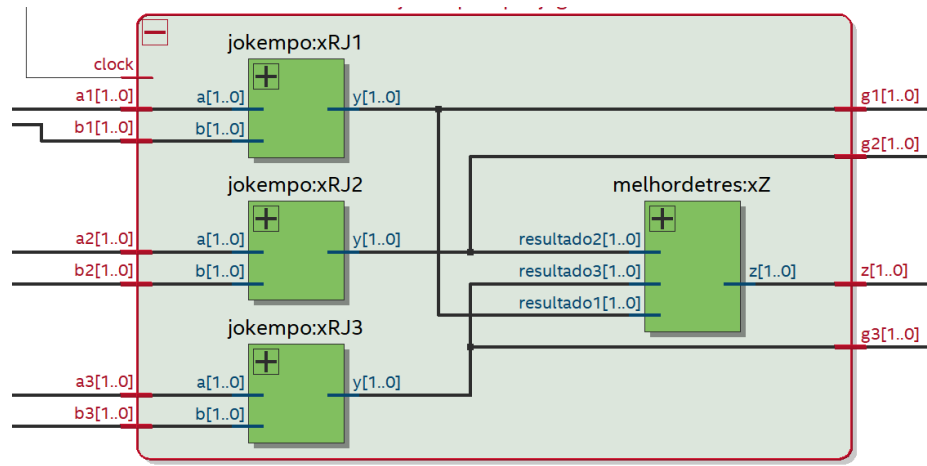 jokempo:xRJ1
clock
a1[1..0]
a[1..0]
y[1..0]
g1[1..0]
b1[1..0]
b[1..0]
g2[1..0]
jokempo:xRJ2
melhordetres:xZ
a2[1..0]
a[1..0]
y[1..0]
resultado2[1..0]
b2[1..0]
b[1..0]
resultado3[1..0]
z[1..0]
z[1..0]
resultado1[1..0]
jokempo:xRJ3
g3[1..0]
a3[1..0]
a[1..0]
y[1..0]
b3[1..0]
b[1..0]